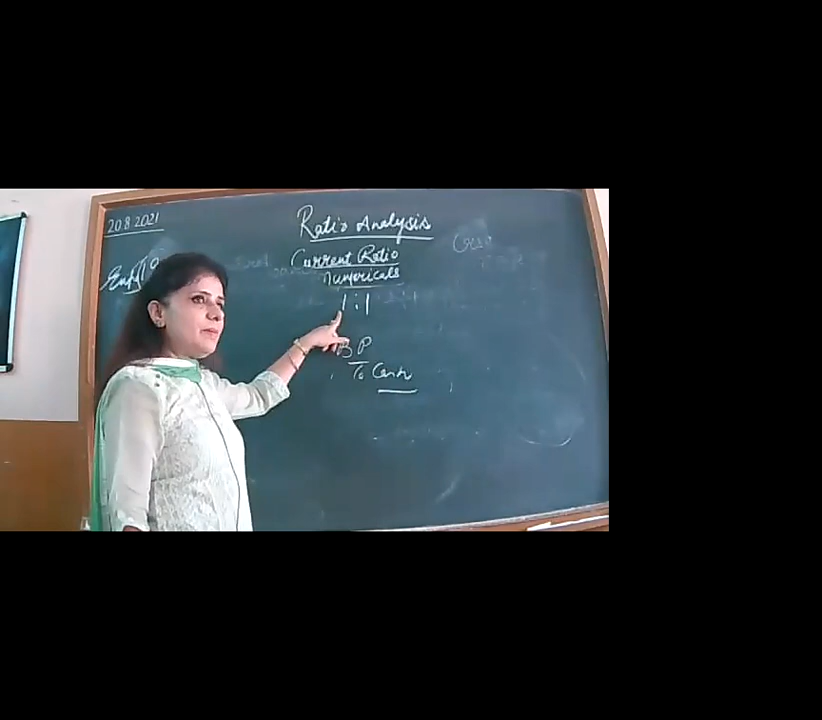 20.8.2021
Ratio Analysis
Current Ratio
Numericals
1:1
B P
To Cash